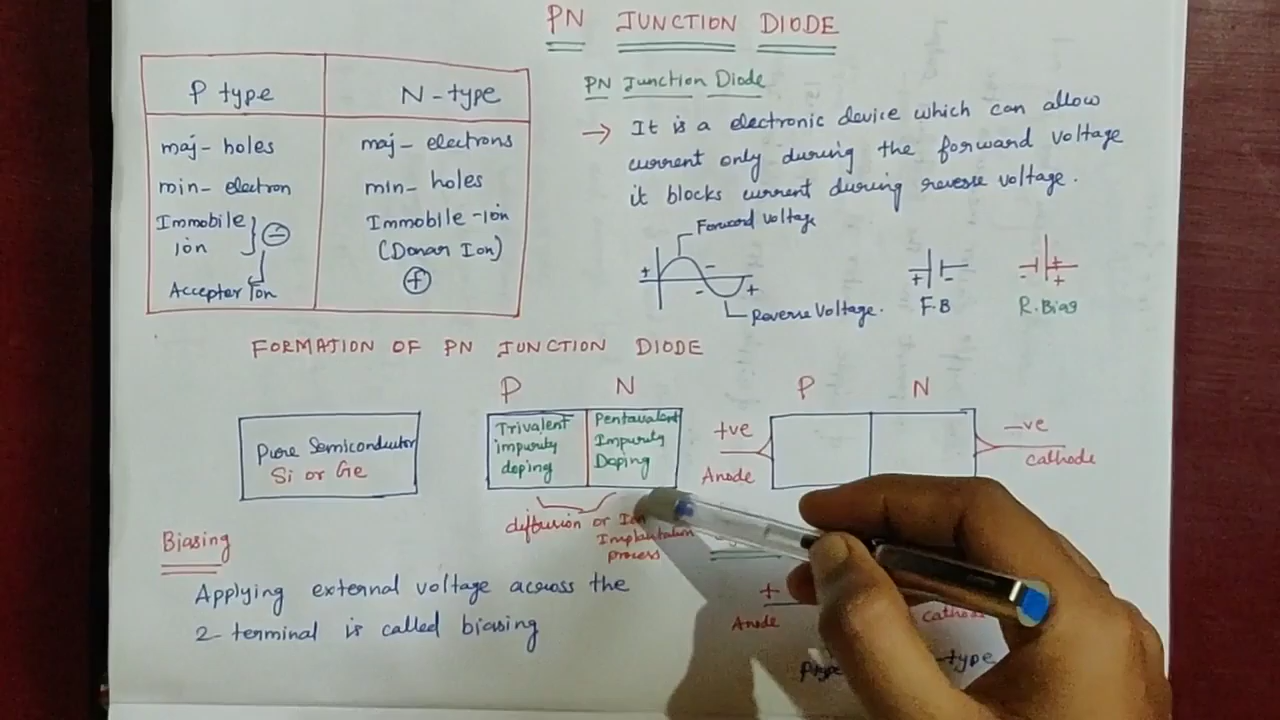 PN JUNCTION DIODE
P type
N-type
maj- holes
maj- electrons
min- electron
min- holes
Immobile
ion
⊖
Acceptor Ion
Immobile -ion
(Donar Ion)
⊕
PN Junction Diode
→ It is a electronic device which can allow
current only during the forward voltage
it blocks current during reverse voltage.
Forward voltage
+ -
- +
Reverse Voltage.
+ -
F.B
- +
+
R. Bias
FORMATION OF PN JUNCTION DIODE
Pure Semiconductor
Si or Ge
P N
Trivalent
impurity
doping
Pentavalent
Impurity
Doping
diffusion or Ion
Implantation
process
P N
+ve
Anode
-ve
cathode
Biasing
Applying external voltage across the
2 terminal is called biasing
+
Anode
Ptype
-type